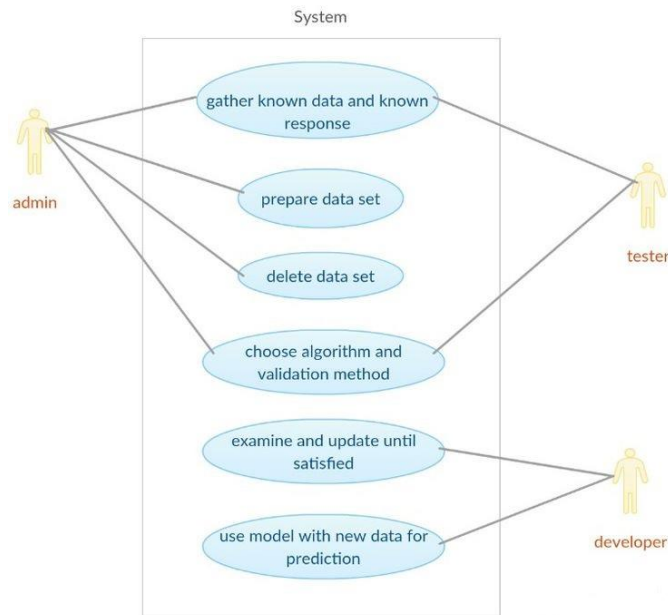 System
gather known data and known
response
admin
prepare data set
tester
delete data set
choose algorithm and
validation method
examine and update until
satisfied
use model with new data for
prediction
developer